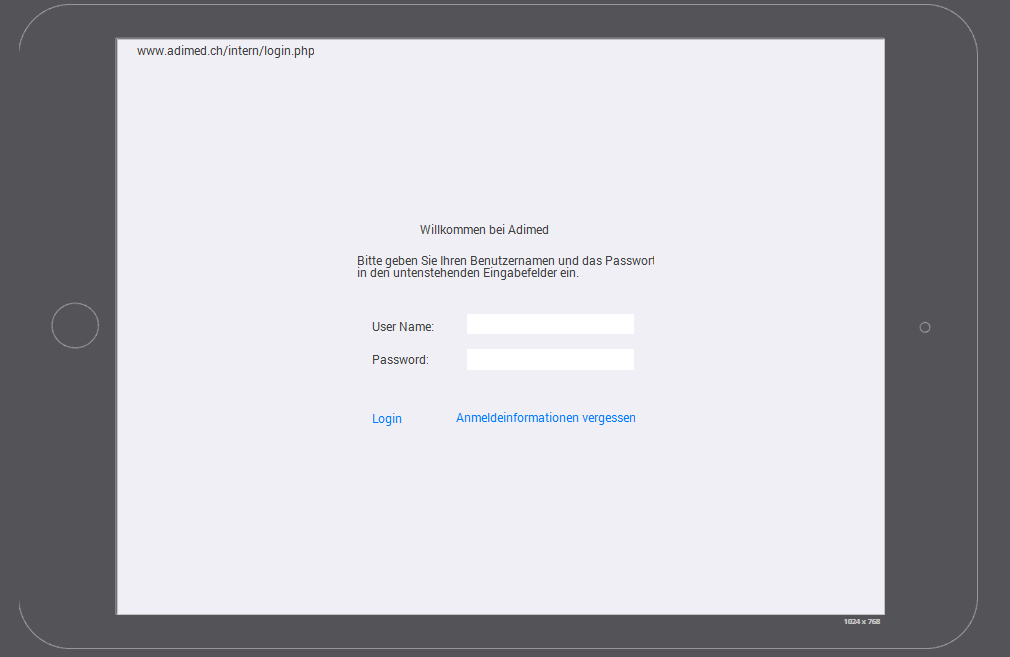 www.adimed.ch/intern/login.php
Willkommen bei Adimed
Bitte geben Sie Ihren Benutzernamen und das Passwort
in den untenstehenden Eingabefelder ein.
User Name:
Password:
Login
Anmeldeinformationen vergessen
1024 x 768